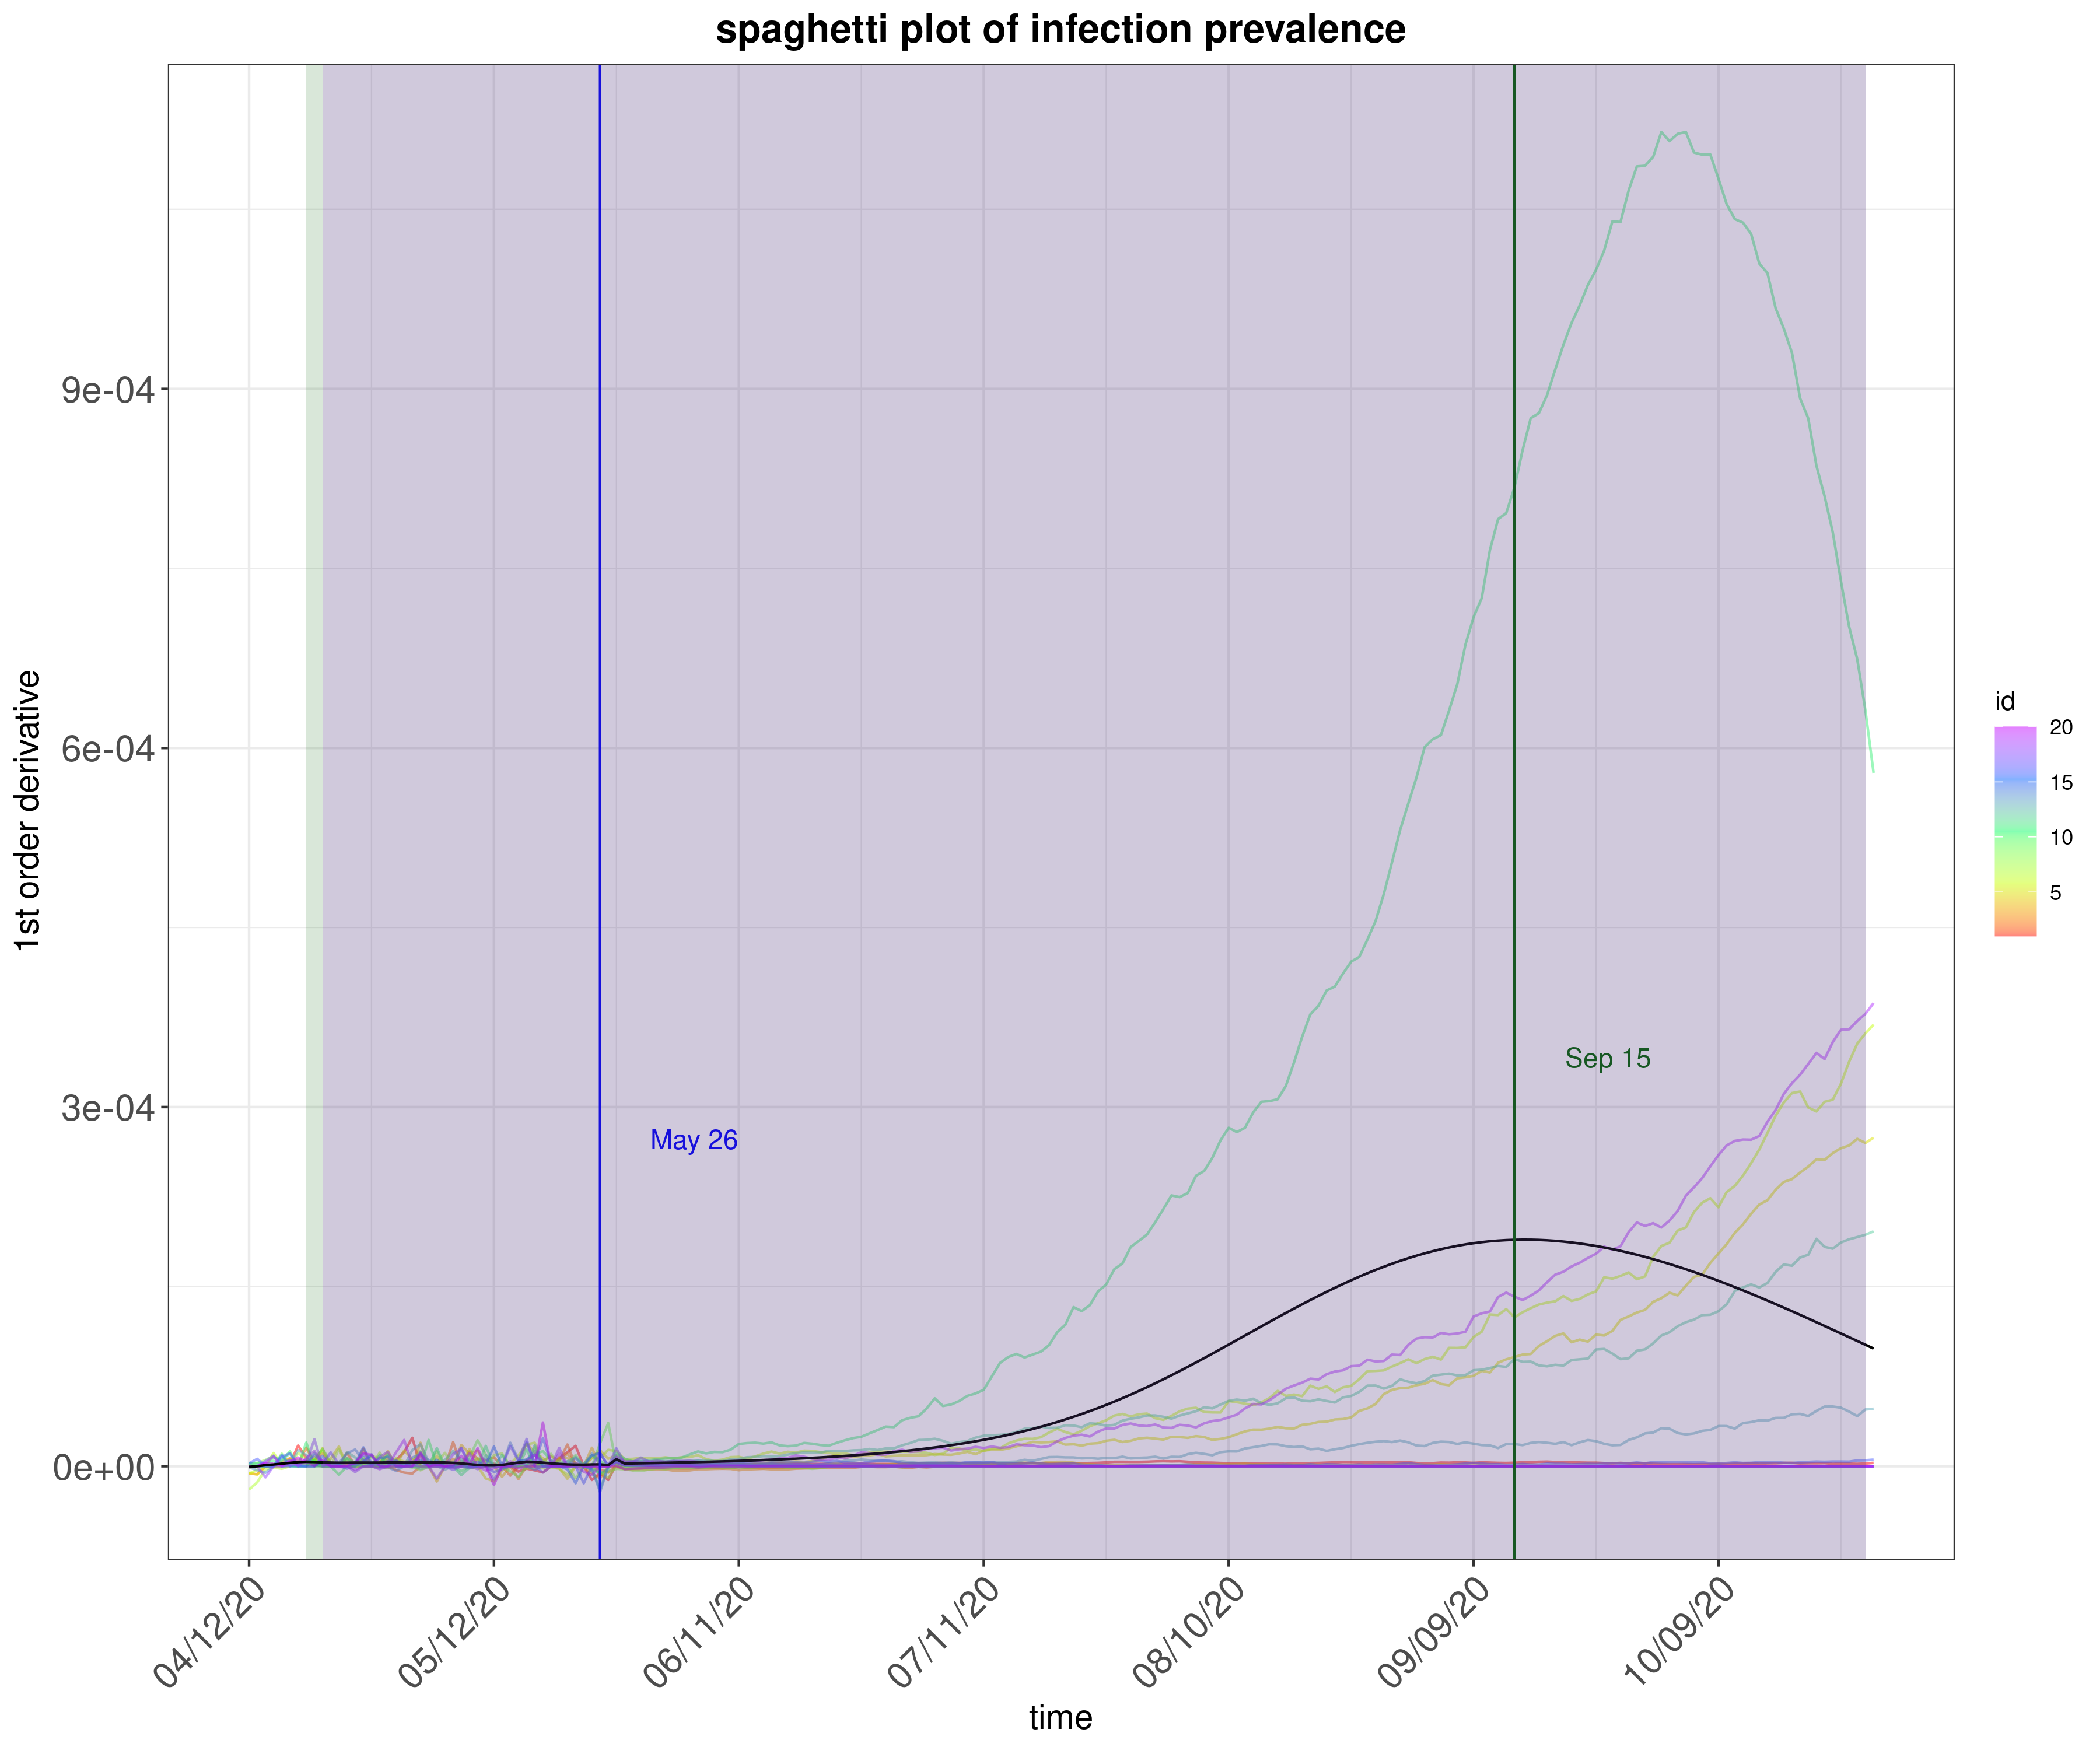 spaghetti plot of infection prevalence
1st order derivative
9e-04
6e-04
3e-04
0e+00
May 26
Sep 15
04/12/20
05/12/20
06/11/20
07/11/20
08/10/20
09/09/20
10/09/20
time
id
20
15
10
5